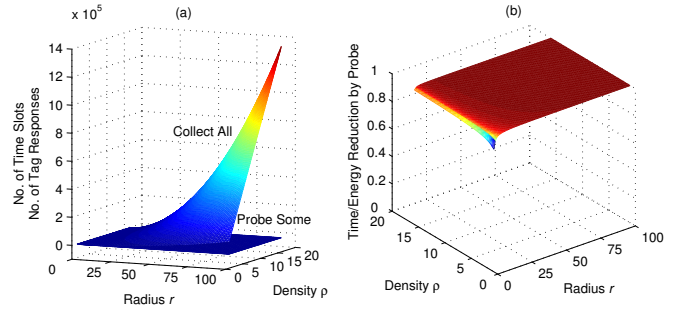 (a)
x 10^5
14
12
10
8
6
4
2
0
No. of Time Slots
No. of Tag Responses
Collect All
Probe Some
0
25
50
75
100
Radius r
0
5
10
15
20
Density ρ
(b)
1
0.8
0.6
0.4
0.2
0
Time/Energy Reduction by Probe
20
15
10
5
0
Density ρ
0
25
50
75
100
Radius r